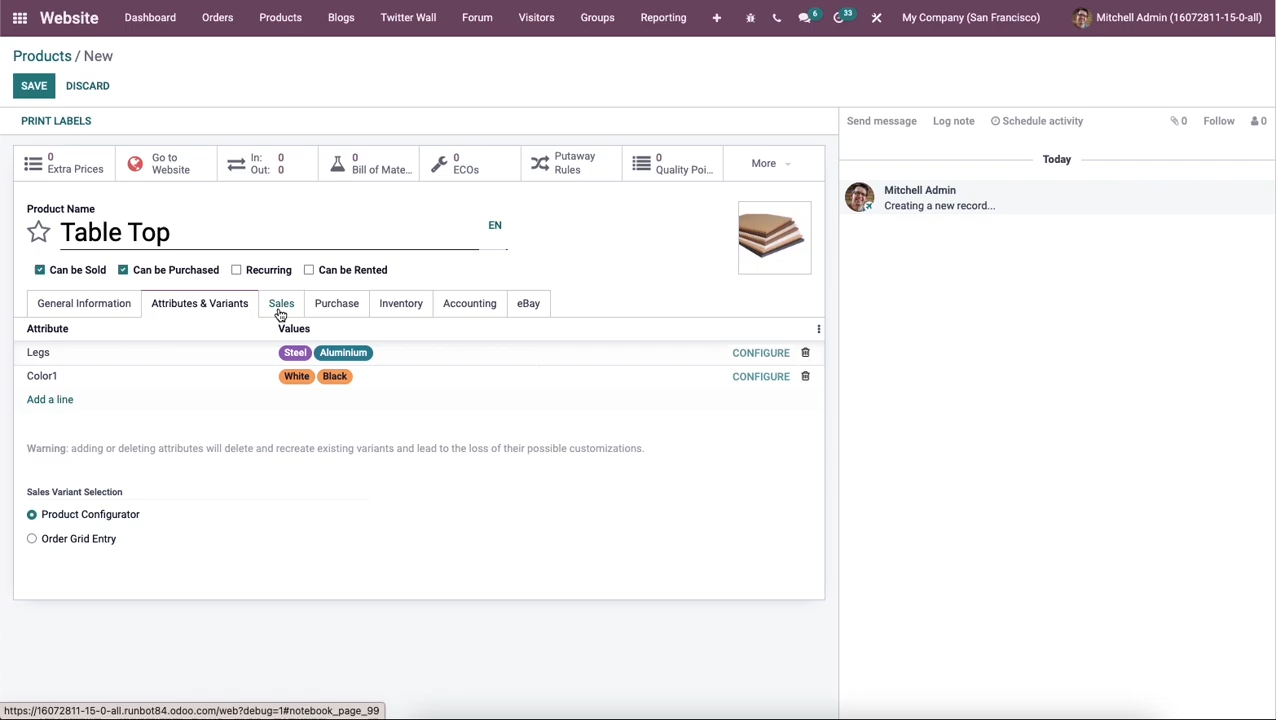 Website Dashboard Orders Products Blogs Twitter Wall Forum Visitors Groups Reporting 6 33 My Company (San Francisco) Mitchell Admin (16072811-15-0-all)
Products / New
SAVE DISCARD
PRINT LABELS
Send message Log note Schedule activity 0 Follow 0
0
Extra Prices
Go to
Website
In: 0
Out: 0
0
Bill of Mate...
0
ECOs
Putaway
Rules
0
Quality Poi...
More
Today
Mitchell Admin
Creating a new record...
Product Name
Table Top EN
Can be Sold Can be Purchased Recurring Can be Rented
General Information Attributes & Variants Sales Purchase Inventory Accounting eBay
Attribute Values
Legs Steel Aluminium CONFIGURE
Color1 White Black CONFIGURE
Add a line
Warning: adding or deleting attributes will delete and recreate existing variants and lead to the loss of their possible customizations.
Sales Variant Selection
Product Configurator
Order Grid Entry
https://16072811-15-0-all.runbot84.odoo.com/web?debug=1#notebook_page_99